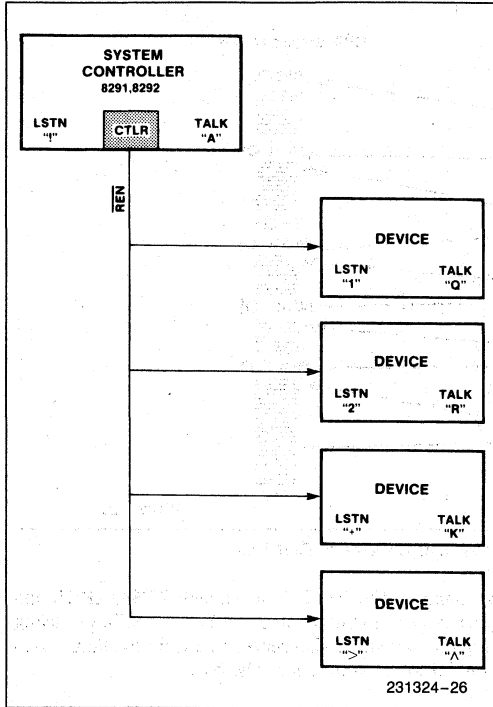 SYSTEM
CONTROLLER
8291,8292
LSTN
"!"
CTLR
TALK
"A"
REN
DEVICE
LSTN
"1"
TALK
"Q"
DEVICE
LSTN
"2"
TALK
"R"
DEVICE
LSTN
"+"
TALK
"K"
DEVICE
LSTN
">"
TALK
"^"
231324-26